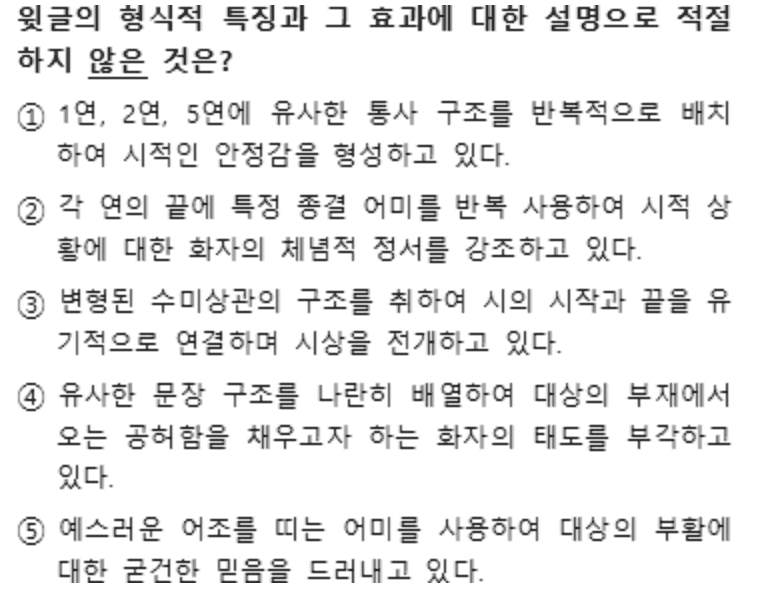 윗글의 형식적 특징과 그 효과에 대한 설명으로 적절
하지 않은 것은?
① 1연, 2연, 5연에 유사한 통사 구조를 반복적으로 배치
하여 시적인 안정감을 형성하고 있다.
② 각 연의 끝에 특정 종결 어미를 반복 사용하여 시적 상
황에 대한 화자의 체념적 정서를 강조하고 있다.
③ 변형된 수미상관의 구조를 취하여 시의 시작과 끝을 유
기적으로 연결하며 시상을 전개하고 있다.
④ 유사한 문장 구조를 나란히 배열하여 대상의 부재에서
오는 공허함을 채우고자 하는 화자의 태도를 부각하고
있다.
⑤ 예스러운 어조를 띠는 어미를 사용하여 대상의 부활에
대한 굳건한 믿음을 드러내고 있다.